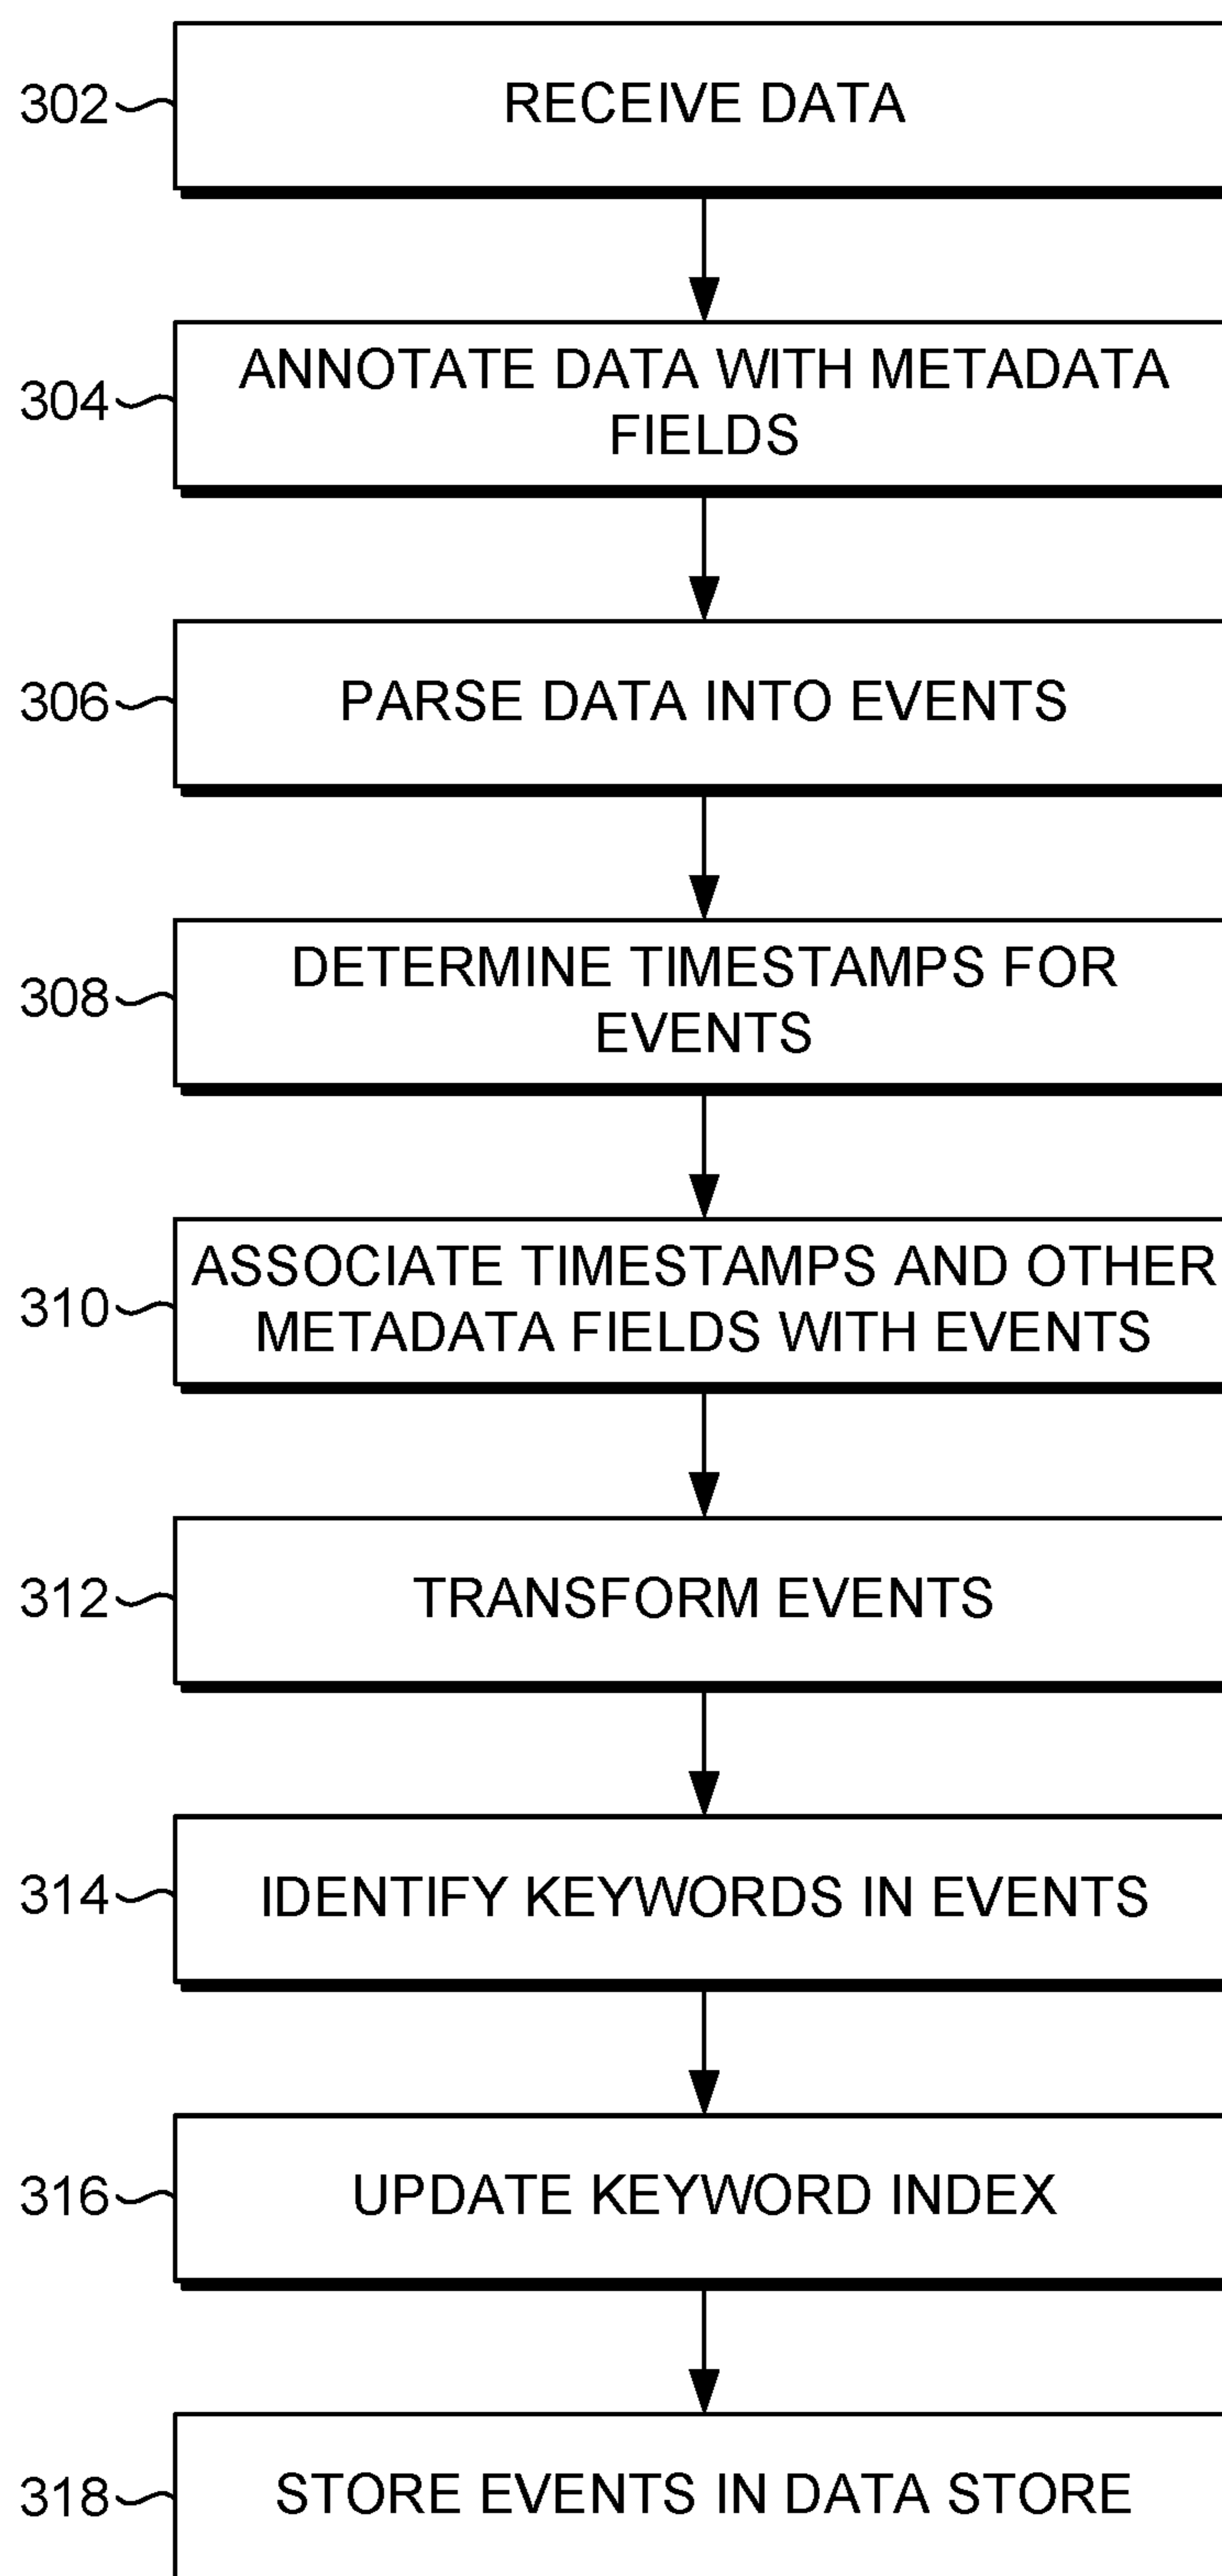 302
RECEIVE DATA
304
ANNOTATE DATA WITH METADATA
FIELDS
306
PARSE DATA INTO EVENTS
308
DETERMINE TIMESTAMPS FOR
EVENTS
310
ASSOCIATE TIMESTAMPS AND OTHER
METADATA FIELDS WITH EVENTS
312
TRANSFORM EVENTS
314
IDENTIFY KEYWORDS IN EVENTS
316
UPDATE KEYWORD INDEX
318
STORE EVENTS IN DATA STORE